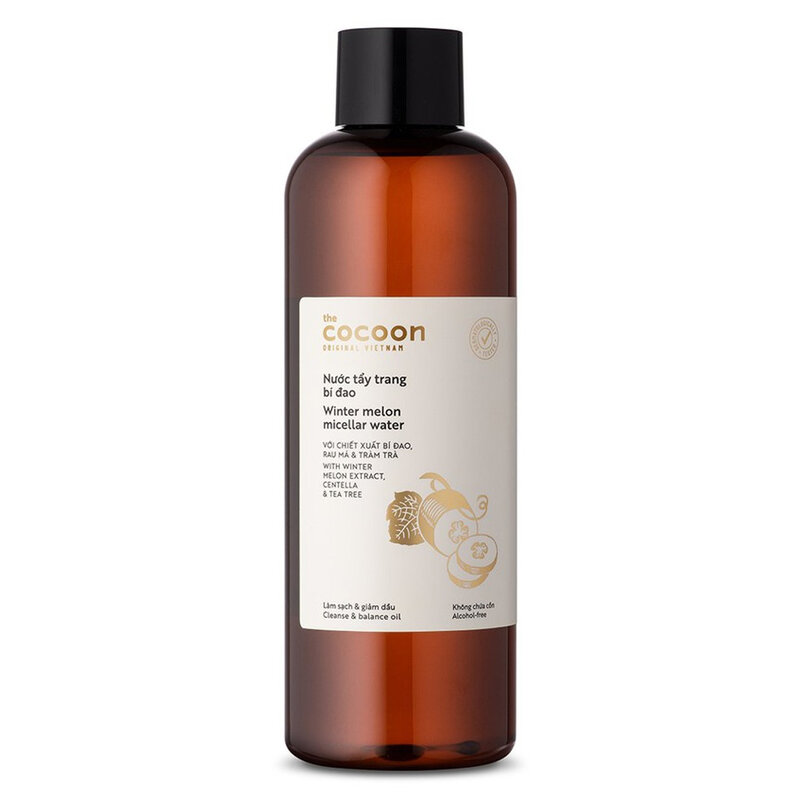 the
cocoon
ORIGINAL VIETNAM
DERMATOLOGICALLY TESTED
Nước tẩy trang
bí đao
Winter melon
micellar water
VỚI CHIẾT XUẤT BÍ ĐAO,
RAU MÁ & TRÀM TRÀ
WITH WINTER
MELON EXTRACT,
CENTELLA
& TEA TREE
Làm sạch & giảm dầu
Cleanse & balance oil
Không chứa cồn
Alcohol-free